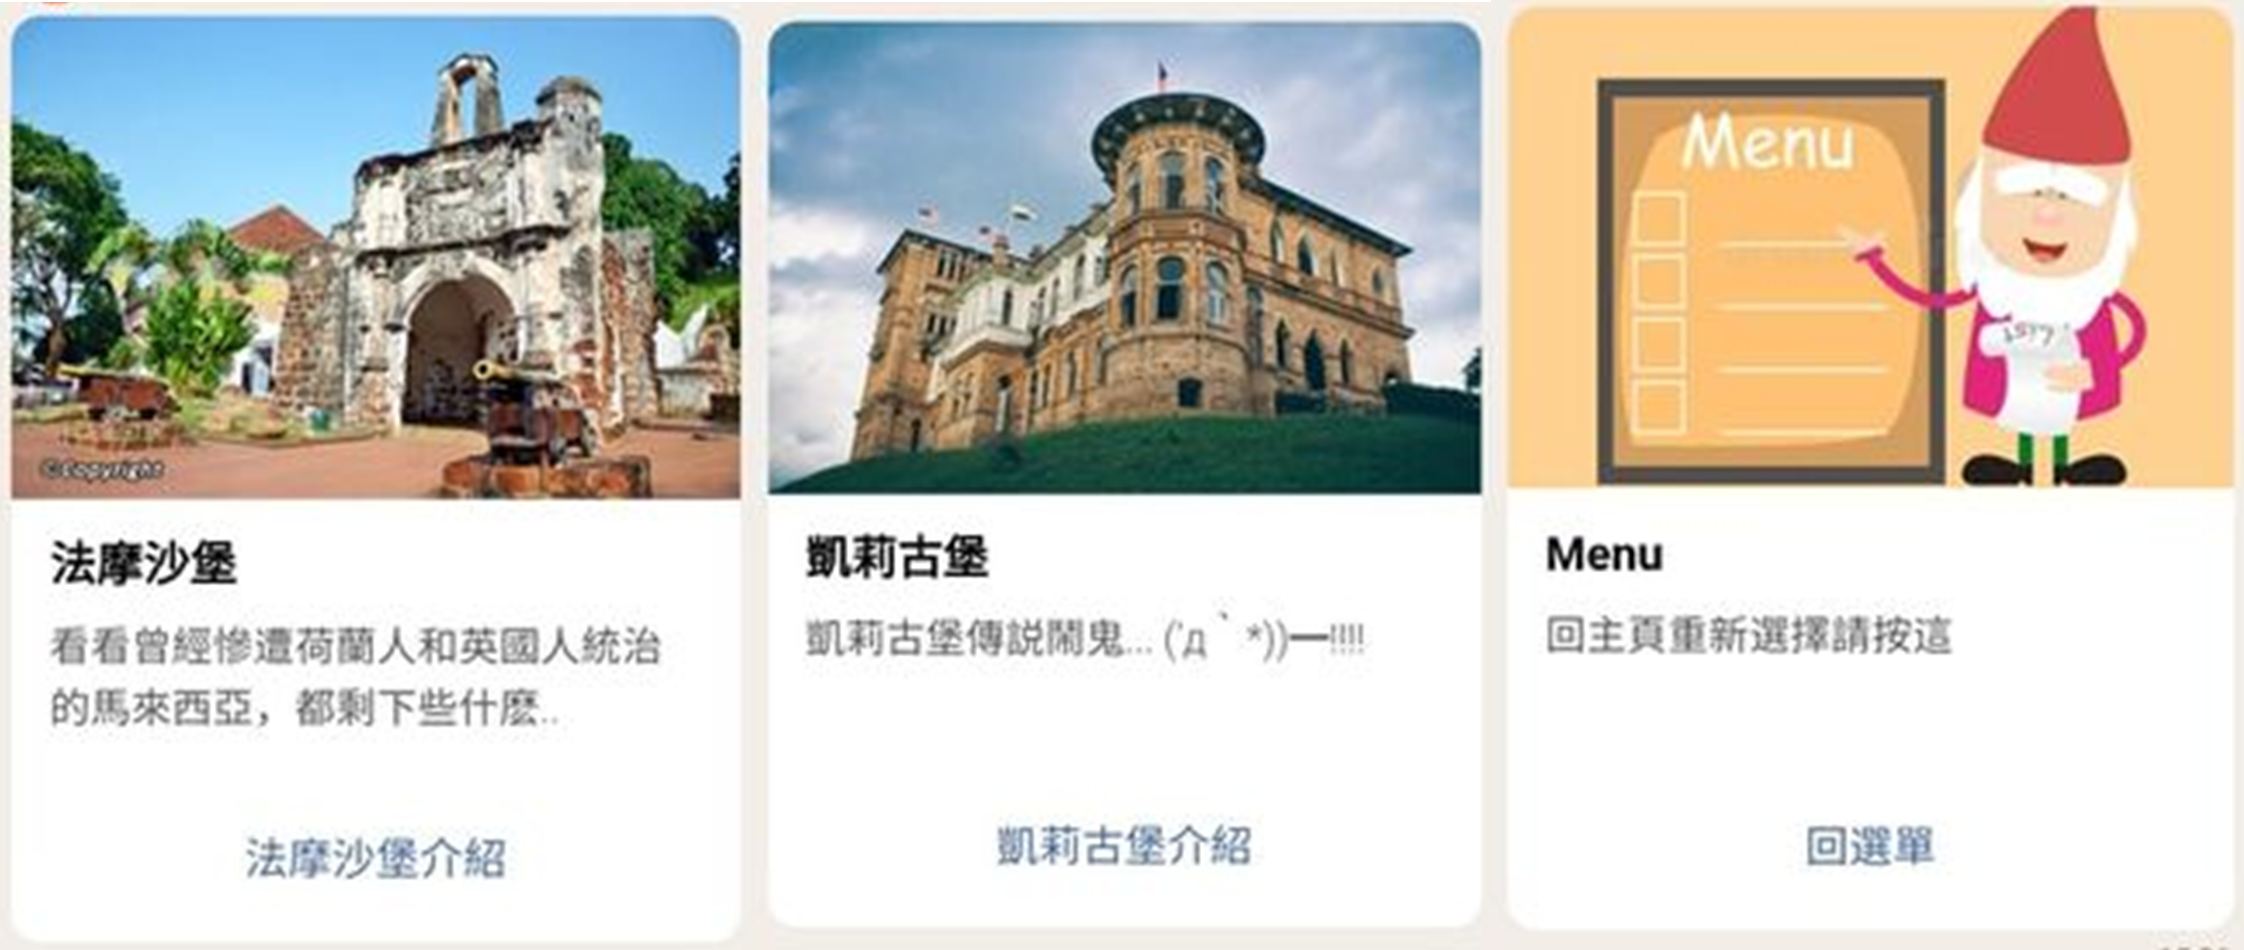 ©Copyright
法摩沙堡
看看曾經慘遭荷蘭人和英國人統治
的馬來西亞，都剩下些什麽..
法摩沙堡介紹
凱莉古堡
凱莉古堡傳説鬧鬼... ('д｀*))━!!!!
凱莉古堡介紹
Menu
Menu
回主頁重新選擇請按這
回選單